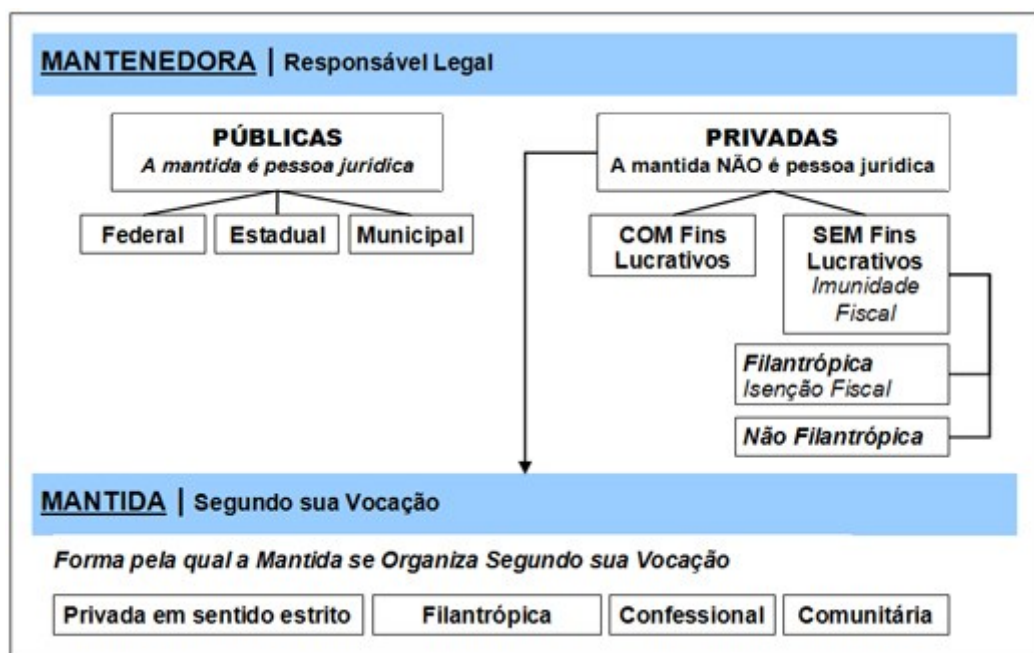 MANTENEDORA | Responsável Legal
PÚBLICAS
A mantida é pessoa jurídica
Federal
Estadual
Municipal
PRIVADAS
A mantida NÃO é pessoa jurídica
COM Fins
Lucrativos
SEM Fins
Lucrativos
Imunidade
Fiscal
Filantrópica
Isenção Fiscal
Não Filantrópica
MANTIDA | Segundo sua Vocação
Forma pela qual a Mantida se Organiza Segundo sua Vocação
Privada em sentido estrito
Filantrópica
Confessional
Comunitária